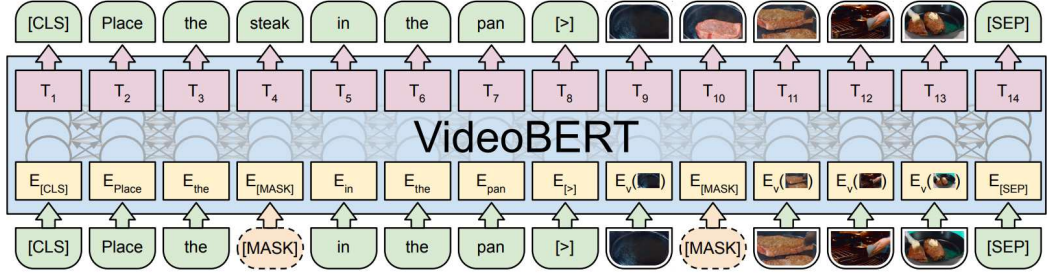 [CLS] Place the steak in the pan [>] [SEP]
T1 T2 T3 T4 T5 T6 T7 T8 T9 T10 T11 T12 T13 T14
VideoBERT
E[CLS] EPlace Ethe E[MASK] Ein Ethe Epan E[>] Ev( ) E[MASK] Ev( ) Ev( ) Ev( ) E[SEP]
[CLS] Place the [MASK] in the pan [>] [MASK] [SEP]